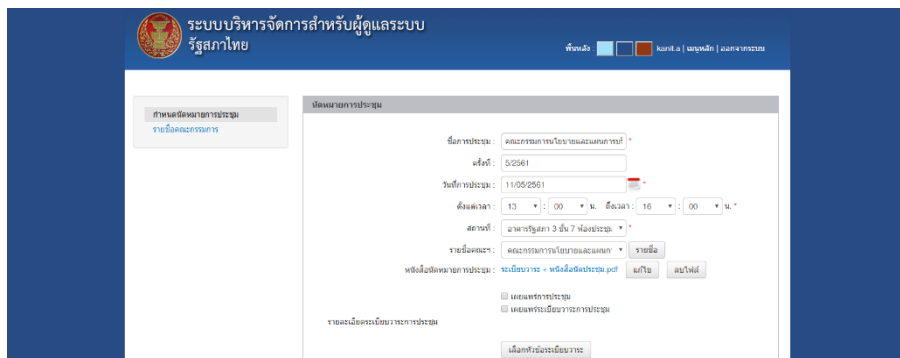 ระบบบริหารจัดการสำหรับผู้ดูแลระบบ
รัฐสภาไทย
พื้นหลัง : kanit.a | เมนูหลัก | ออกจากระบบ
กำหนดนัดหมายการประชุม
รายชื่อคณะกรรมการ
นัดหมายการประชุม
ชื่อการประชุม : คณะกรรมการนโยบายและแผนการบริ *
ครั้งที่ : 5/2561
วันที่การประชุม : 11/05/2561 *
ตั้งแต่เวลา : 13 : 00 น. ถึงเวลา : 16 : 00 น. *
สถานที่ : อาคารรัฐสภา 3 ชั้น 7 ห้องประชุม *
รายชื่อคณะฯ : คณะกรรมการนโยบายและแผนก รายชื่อ
หนังสือนัดหมายการประชุม : ระเบียบวาระ + หนังสือนัดประชุม.pdf แก้ไข ลบไฟล์
เผยแพร่การประชุม
เผยแพร่ระเบียบวาระการประชุม
รายละเอียดระเบียบวาระการประชุม
เลือกหัวข้อระเบียบวาระ